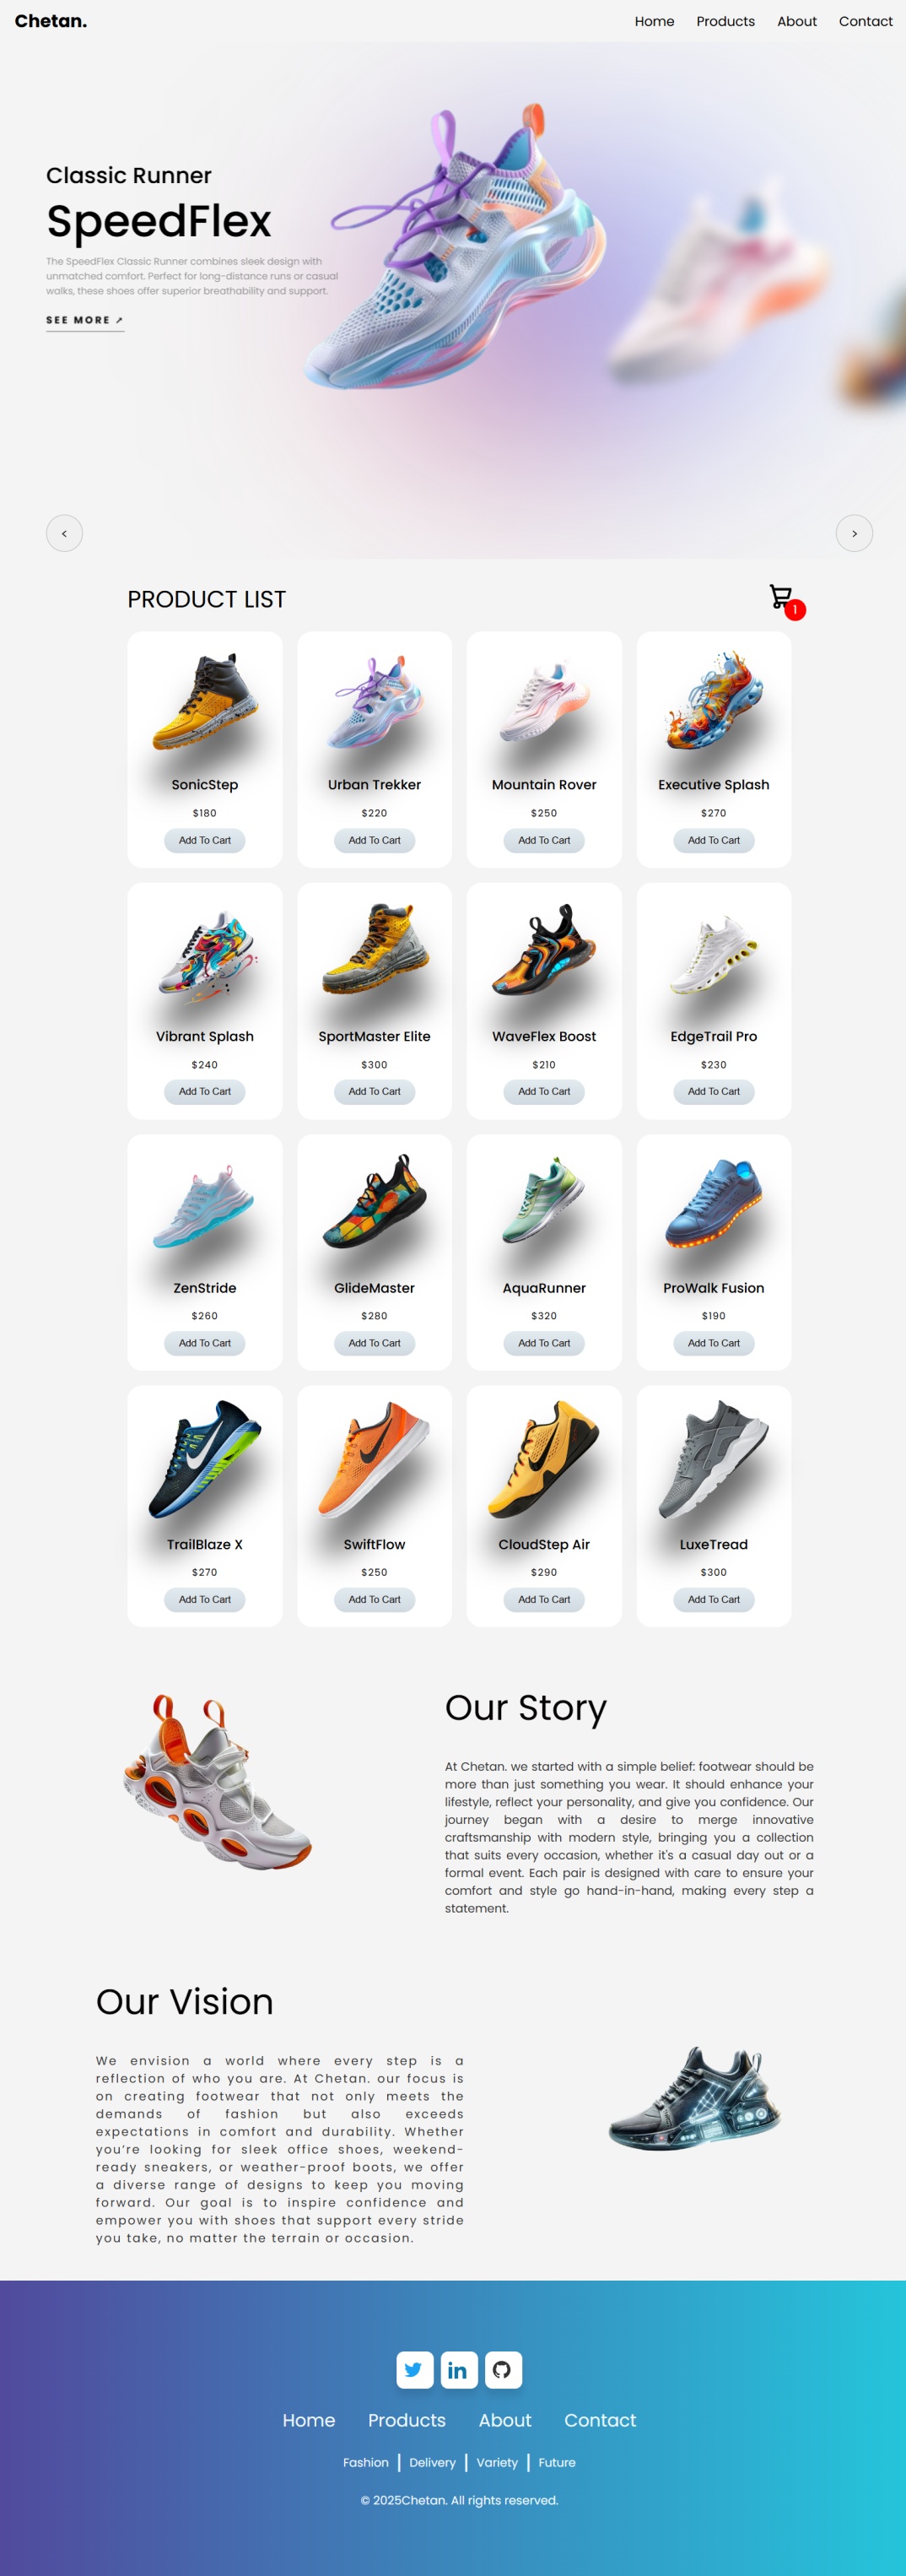 Chetan.
Home Products About Contact
Classic Runner
SpeedFlex
The SpeedFlex Classic Runner combines sleek design with
unmatched comfort. Perfect for long-distance runs or casual
walks, these shoes offer superior breathability and support.
SEE MORE ↗
< >
PRODUCT LIST
1
SonicStep Urban Trekker Mountain Rover Executive Splash
$180 $220 $250 $270
Add To Cart Add To Cart Add To Cart Add To Cart
Vibrant Splash SportMaster Elite WaveFlex Boost EdgeTrail Pro
$240 $300 $210 $230
Add To Cart Add To Cart Add To Cart Add To Cart
ZenStride GlideMaster AquaRunner ProWalk Fusion
$260 $280 $320 $190
Add To Cart Add To Cart Add To Cart Add To Cart
TrailBlaze X SwiftFlow CloudStep Air LuxeTread
$270 $250 $290 $300
Add To Cart Add To Cart Add To Cart Add To Cart
Our Story
At Chetan. we started with a simple belief: footwear should be
more than just something you wear. It should enhance your
lifestyle, reflect your personality, and give you confidence. Our
journey began with a desire to merge innovative
craftsmanship with modern style, bringing you a collection
that suits every occasion, whether it's a casual day out or a
formal event. Each pair is designed with care to ensure your
comfort and style go hand-in-hand, making every step a
statement.
Our Vision
We envision a world where every step is a
reflection of who you are. At Chetan. our focus is
on creating footwear that not only meets the
demands of fashion but also exceeds
expectations in comfort and durability. Whether
you're looking for sleek office shoes, weekend-
ready sneakers, or weather-proof boots, we offer
a diverse range of designs to keep you moving
forward. Our goal is to inspire confidence and
empower you with shoes that support every stride
you take, no matter the terrain or occasion.
in
Home Products About Contact
Fashion | Delivery | Variety | Future
© 2025Chetan. All rights reserved.